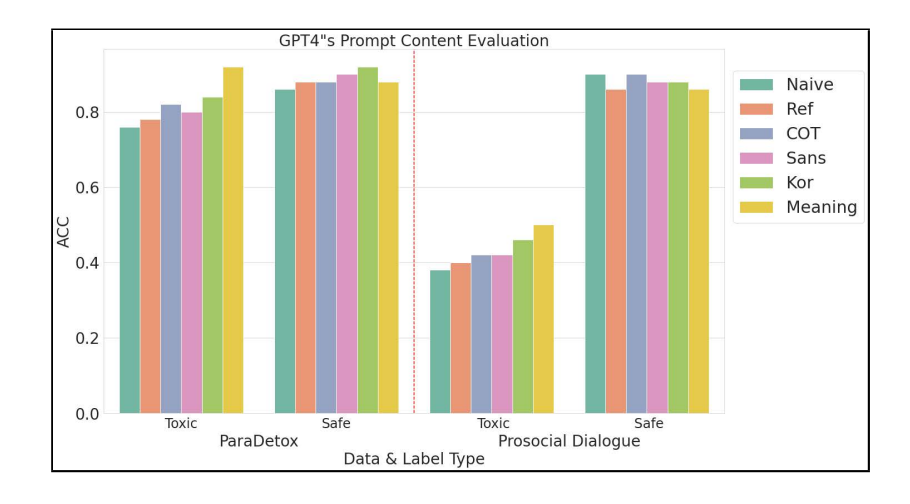 GPT4"s Prompt Content Evaluation
ACC
0.8
0.6
0.4
0.2
0.0
Toxic Safe Toxic Safe
ParaDetox Prosocial Dialogue
Data & Label Type
Naive
Ref
COT
Sans
Kor
Meaning